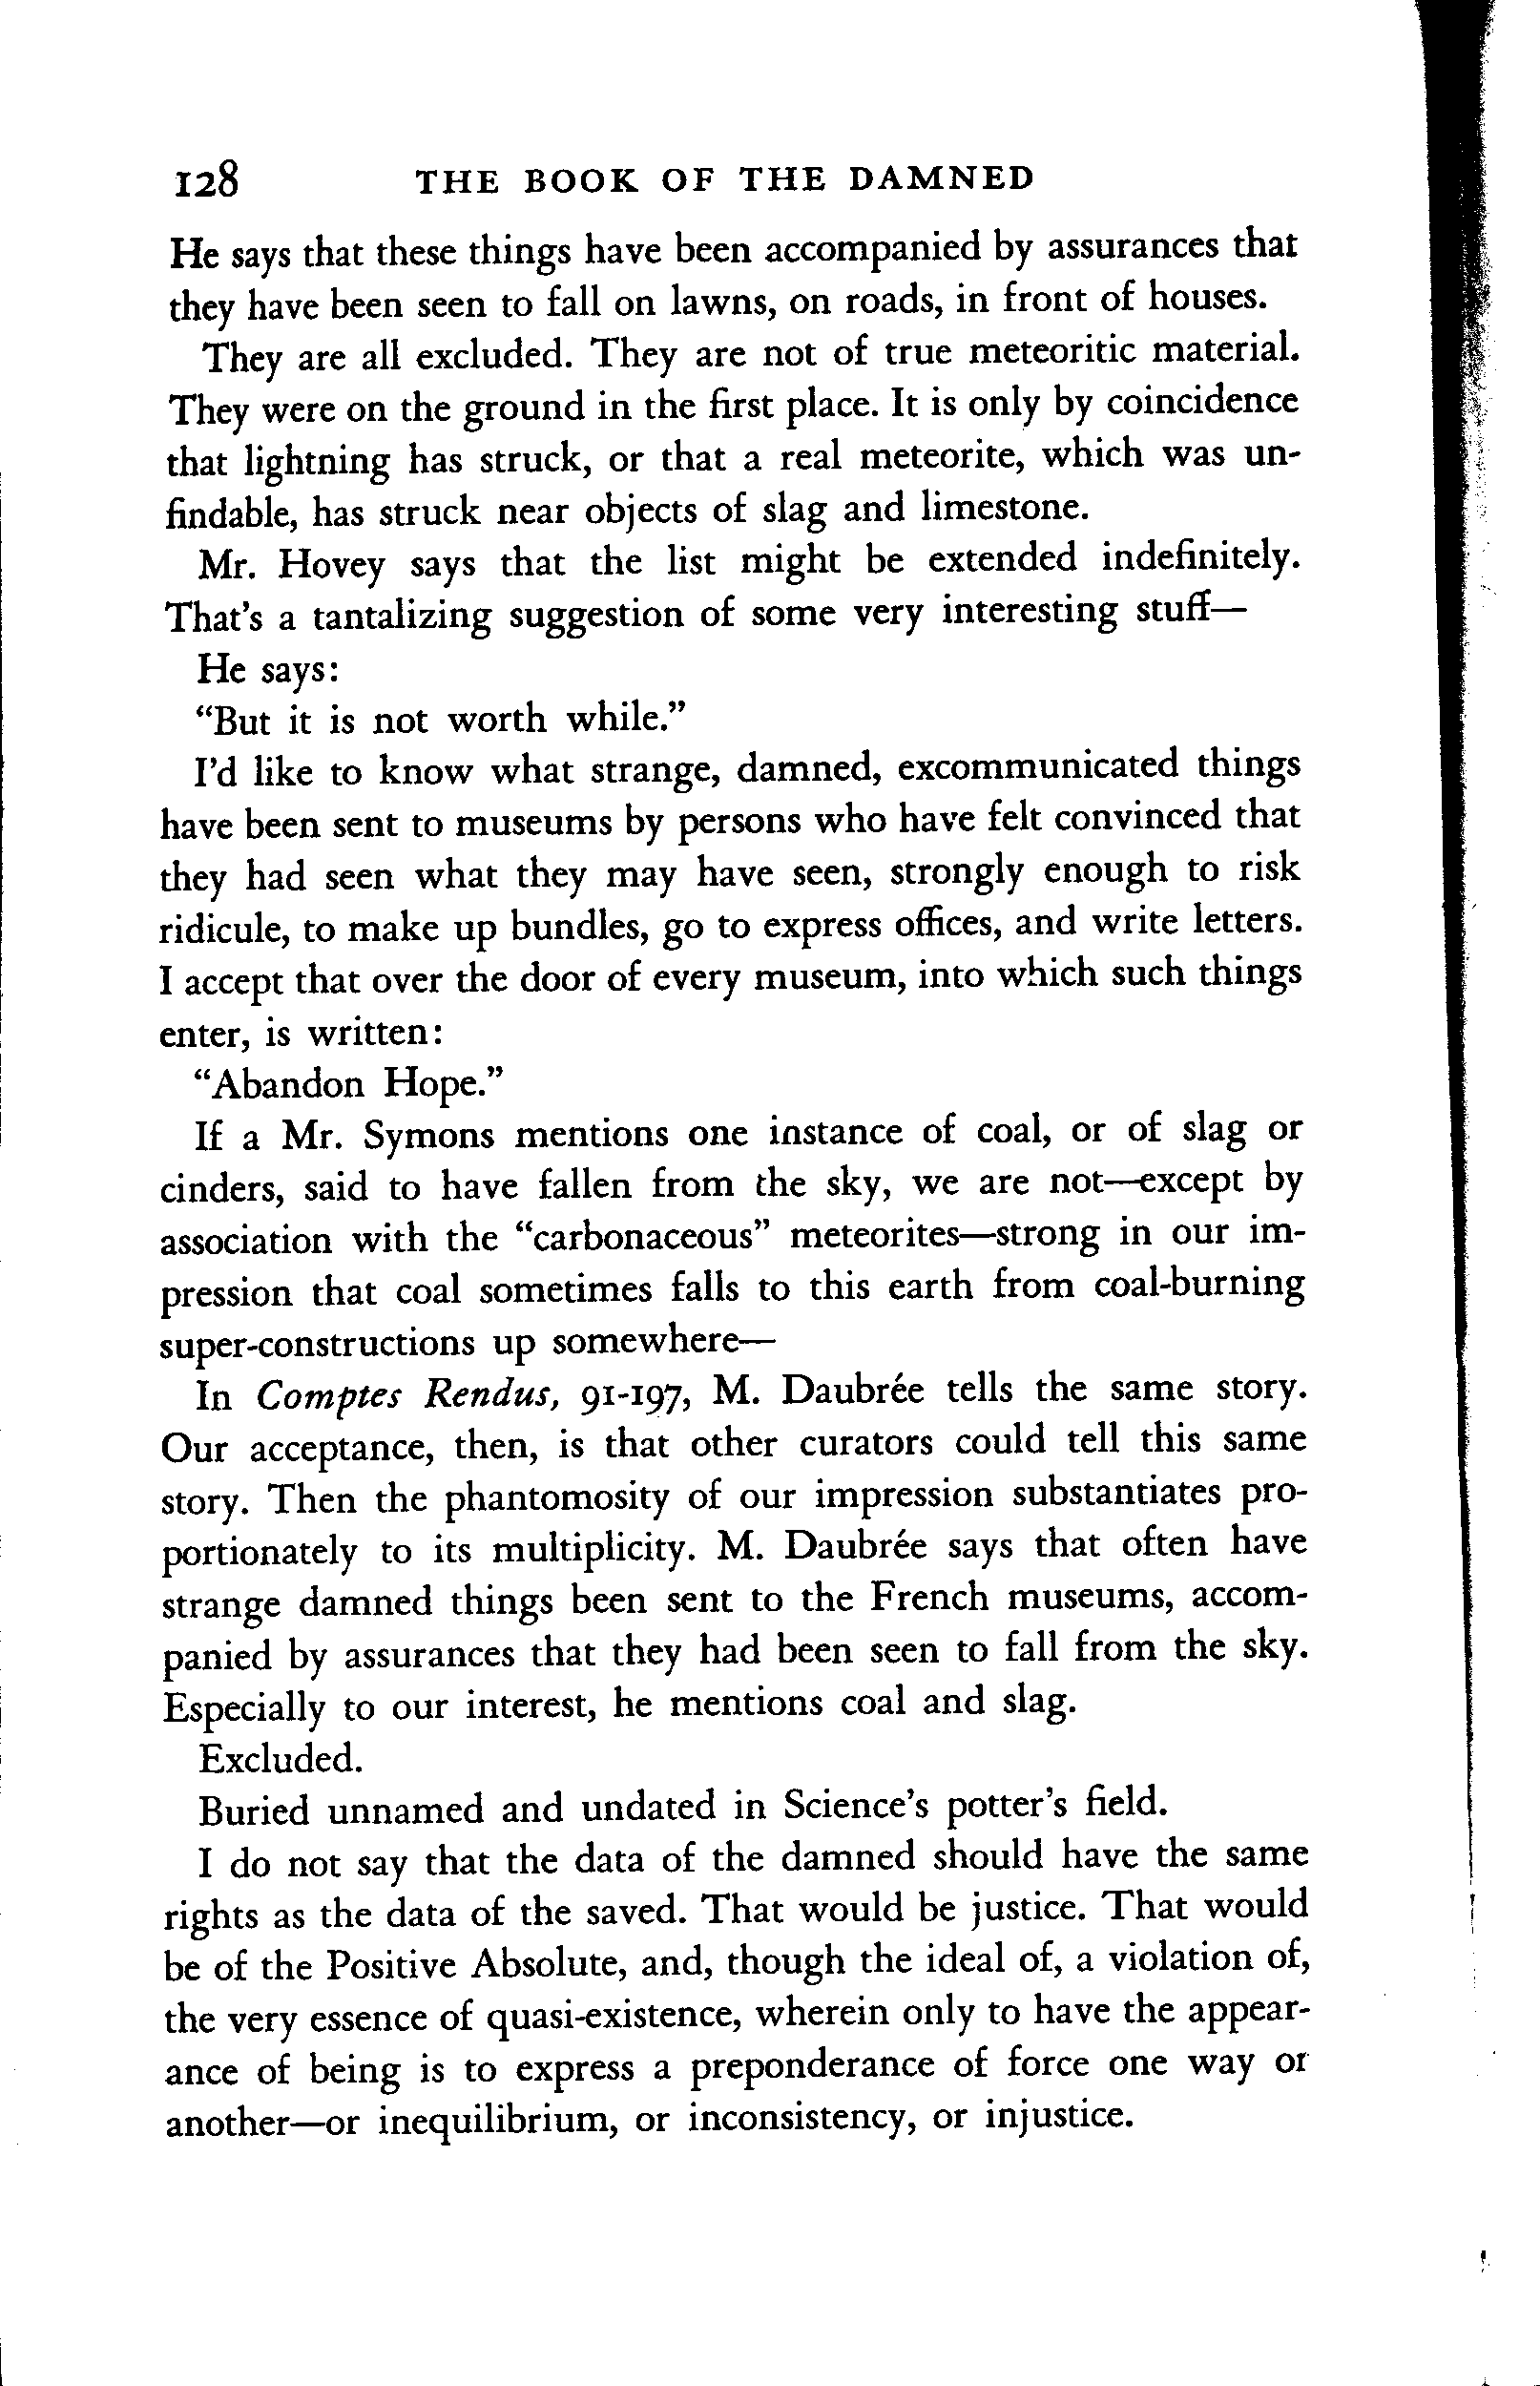 128 THE BOOK OF THE DAMNED
He says that these things have been accompanied by assurances that
they have been seen to fall on lawns, on roads, in front of houses.
They are all excluded. They are not of true meteoritic material.
They were on the ground in the first place. It is only by coincidence
that lightning has struck, or that a real meteorite, which was un-
findable, has struck near objects of slag and limestone.
Mr. Hovey says that the list might be extended indefinitely.
That's a tantalizing suggestion of some very interesting stuff—
He says:
“But it is not worth while.”
I'd like to know what strange, damned, excommunicated things
have been sent to museums by persons who have felt convinced that
they had seen what they may have seen, strongly enough to risk
ridicule, to make up bundles, go to express offices, and write letters.
I accept that over the door of every museum, into which such things
enter, is written:
“Abandon Hope.”
If a Mr. Symons mentions one instance of coal, or of slag or
cinders, said to have fallen from the sky, we are not—except by
association with the “carbonaceous” meteorites—strong in our im-
pression that coal sometimes falls to this earth from coal-burning
super-constructions up somewhere—
In Comptes Rendus, 91-197, M. Daubrée tells the same story.
Our acceptance, then, is that other curators could tell this same
story. Then the phantomosity of our impression substantiates pro-
portionately to its multiplicity. M. Daubrée says that often have
strange damned things been sent to the French museums, accom-
panied by assurances that they had been seen to fall from the sky.
Especially to our interest, he mentions coal and slag.
Excluded.
Buried unnamed and undated in Science's potter's field.
I do not say that the data of the damned should have the same
rights as the data of the saved. That would be justice. That would
be of the Positive Absolute, and, though the ideal of, a violation of,
the very essence of quasi-existence, wherein only to have the appear-
ance of being is to express a preponderance of force one way or
another—or inequilibrium, or inconsistency, or injustice.